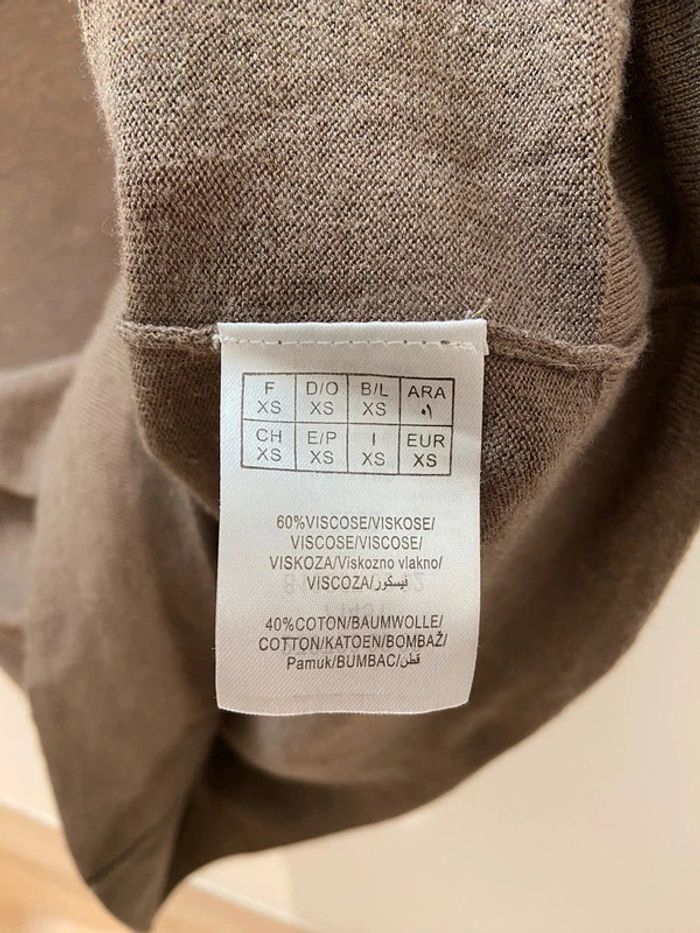 F D/O B/L ARA
XS XS XS ٠١
CH E/P I EUR
XS XS XS XS
60%VISCOSE/VISKOSE/
VISCOSE/VISCOSE/
VISKOZA/Viskozno vlakno/
VISCOZA/فيسكوز
40%COTON/BAUMWOLLE/
COTTON/KATOEN/BOMBAŽ/
Pamuk/BUMBAC/قطن